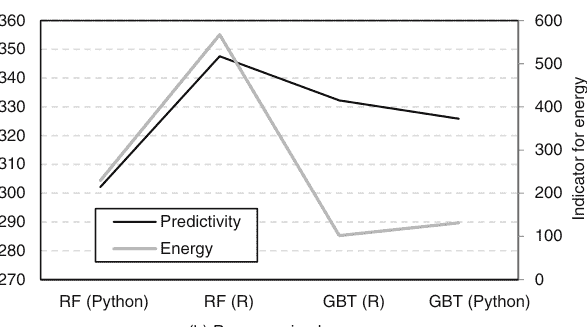 360
350
340
330
320
310
300
290
280
270
600
500
400
300
200
100
0
Indicator for energy
Predictivity
Energy
RF (Python)
RF (R)
GBT (R)
GBT (Python)